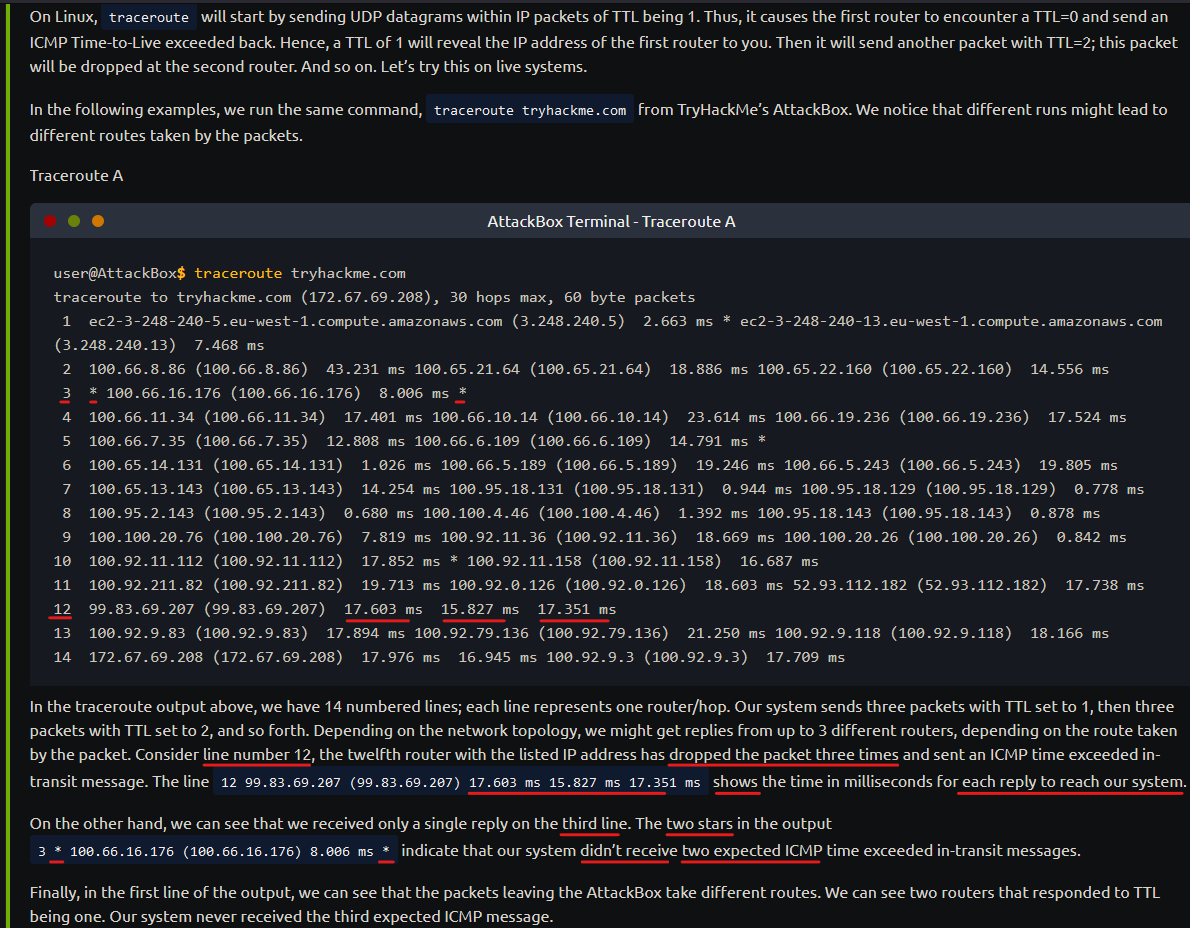 On Linux, traceroute will start by sending UDP datagrams within IP packets of TTL being 1. Thus, it causes the first router to encounter a TTL=0 and send an
ICMP Time-to-Live exceeded back. Hence, a TTL of 1 will reveal the IP address of the first router to you. Then it will send another packet with TTL=2; this packet
will be dropped at the second router. And so on. Let’s try this on live systems.
In the following examples, we run the same command, traceroute tryhackme.com from TryHackMe’s AttackBox. We notice that different runs might lead to
different routes taken by the packets.
Traceroute A
AttackBox Terminal - Traceroute A
user@AttackBox$ traceroute tryhackme.com
traceroute to tryhackme.com (172.67.69.208), 30 hops max, 60 byte packets
1  ec2-3-248-240-5.eu-west-1.compute.amazonaws.com (3.248.240.5)  2.663 ms * ec2-3-248-240-13.eu-west-1.compute.amazonaws.com
(3.248.240.13)  7.468 ms
2  100.66.8.86 (100.66.8.86)  43.231 ms 100.65.21.64 (100.65.21.64)  18.886 ms 100.65.22.160 (100.65.22.160)  14.556 ms
3  * 100.66.16.176 (100.66.16.176)  8.006 ms *
4  100.66.11.34 (100.66.11.34)  17.401 ms 100.66.10.14 (100.66.10.14)  23.614 ms 100.66.19.236 (100.66.19.236)  17.524 ms
5  100.66.7.35 (100.66.7.35)  12.808 ms 100.66.6.109 (100.66.6.109)  14.791 ms *
6  100.65.14.131 (100.65.14.131)  1.026 ms 100.66.5.189 (100.66.5.189)  19.246 ms 100.66.5.243 (100.66.5.243)  19.805 ms
7  100.65.13.143 (100.65.13.143)  14.254 ms 100.95.18.131 (100.95.18.131)  0.944 ms 100.95.18.129 (100.95.18.129)  0.778 ms
8  100.95.2.143 (100.95.2.143)  0.680 ms 100.100.4.46 (100.100.4.46)  1.392 ms 100.95.18.143 (100.95.18.143)  0.878 ms
9  100.100.20.76 (100.100.20.76)  7.819 ms 100.92.11.36 (100.92.11.36)  18.669 ms 100.100.20.26 (100.100.20.26)  0.842 ms
10  100.92.11.112 (100.92.11.112)  17.852 ms * 100.92.11.158 (100.92.11.158)  16.687 ms
11  100.92.211.82 (100.92.211.82)  19.713 ms 100.92.0.126 (100.92.0.126)  18.603 ms 52.93.112.182 (52.93.112.182)  17.738 ms
12  99.83.69.207 (99.83.69.207)  17.603 ms  15.827 ms  17.351 ms
13  100.92.9.83 (100.92.9.83)  17.894 ms 100.92.79.136 (100.92.79.136)  21.250 ms 100.92.9.118 (100.92.9.118)  18.166 ms
14  172.67.69.208 (172.67.69.208)  17.976 ms  16.945 ms 100.92.9.3 (100.92.9.3)  17.709 ms
In the traceroute output above, we have 14 numbered lines; each line represents one router/hop. Our system sends three packets with TTL set to 1, then three
packets with TTL set to 2, and so forth. Depending on the network topology, we might get replies from up to 3 different routers, depending on the route taken
by the packet. Consider line number 12, the twelfth router with the listed IP address has dropped the packet three times and sent an ICMP time exceeded in-
transit message. The line 12 99.83.69.207 (99.83.69.207) 17.603 ms 15.827 ms 17.351 ms shows the time in milliseconds for each reply to reach our system.
On the other hand, we can see that we received only a single reply on the third line. The two stars in the output
3 * 100.66.16.176 (100.66.16.176) 8.006 ms * indicate that our system didn’t receive two expected ICMP time exceeded in-transit messages.
Finally, in the first line of the output, we can see that the packets leaving the AttackBox take different routes. We can see two routers that responded to TTL
being one. Our system never received the third expected ICMP message.